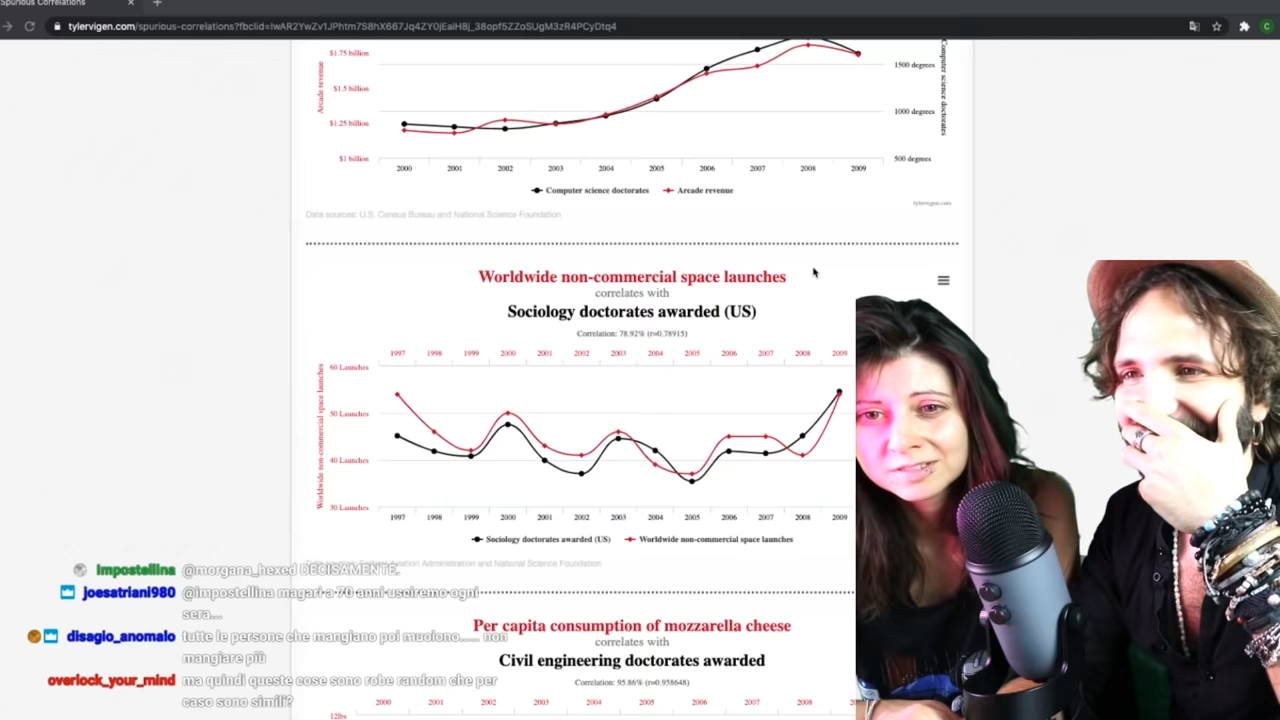 Spurious Correlations
tylervigen.com/spurious-correlations?fbclid=IwAR2YwZv1JPhtm7S8hX667Jq4ZY0jEaiH8j_38opf5ZZoSUgM3zR4PCyDtq4
$1.75 billion
$1.5 billion
$1.25 billion
$1 billion
Arcade revenue
1500 degrees
1000 degrees
500 degrees
Computer science doctorates
2000 2001 2002 2003 2004 2005 2006 2007 2008 2009
Computer science doctorates Arcade revenue
tylervigen.com
Data sources: U.S. Census Bureau and National Science Foundation
Worldwide non-commercial space launches
correlates with
Sociology doctorates awarded (US)
Correlation: 78.92% (r=0.78915)
1997 1998 1999 2000 2001 2002 2003 2004 2005 2006 2007 2008 2009
60 Launches
50 Launches
40 Launches
30 Launches
Worldwide non-commercial space launches
1997 1998 1999 2000 2001 2002 2003 2004 2005 2006 2007 2008 2009
Sociology doctorates awarded (US) Worldwide non-commercial space launches
Administration and National Science Foundation
Impostellina @morgana_hexed DECISAMENTE.
joesatriani980 @impostellina magari a 70 anni useiremo ogni
sera...
disagio_anomalo tutte le persone che mangiano poi muoiono...... non
mangiare più
overlock_your_mind ma quindi queste cose sono robe random che per
caso sono simili?
Per capita consumption of mozzarella cheese
correlates with
Civil engineering doctorates awarded
Correlation: 95.86% (r=0.958648)
2000 2001 2002 2003 2004 2005 2006 2007 2008
12lbs